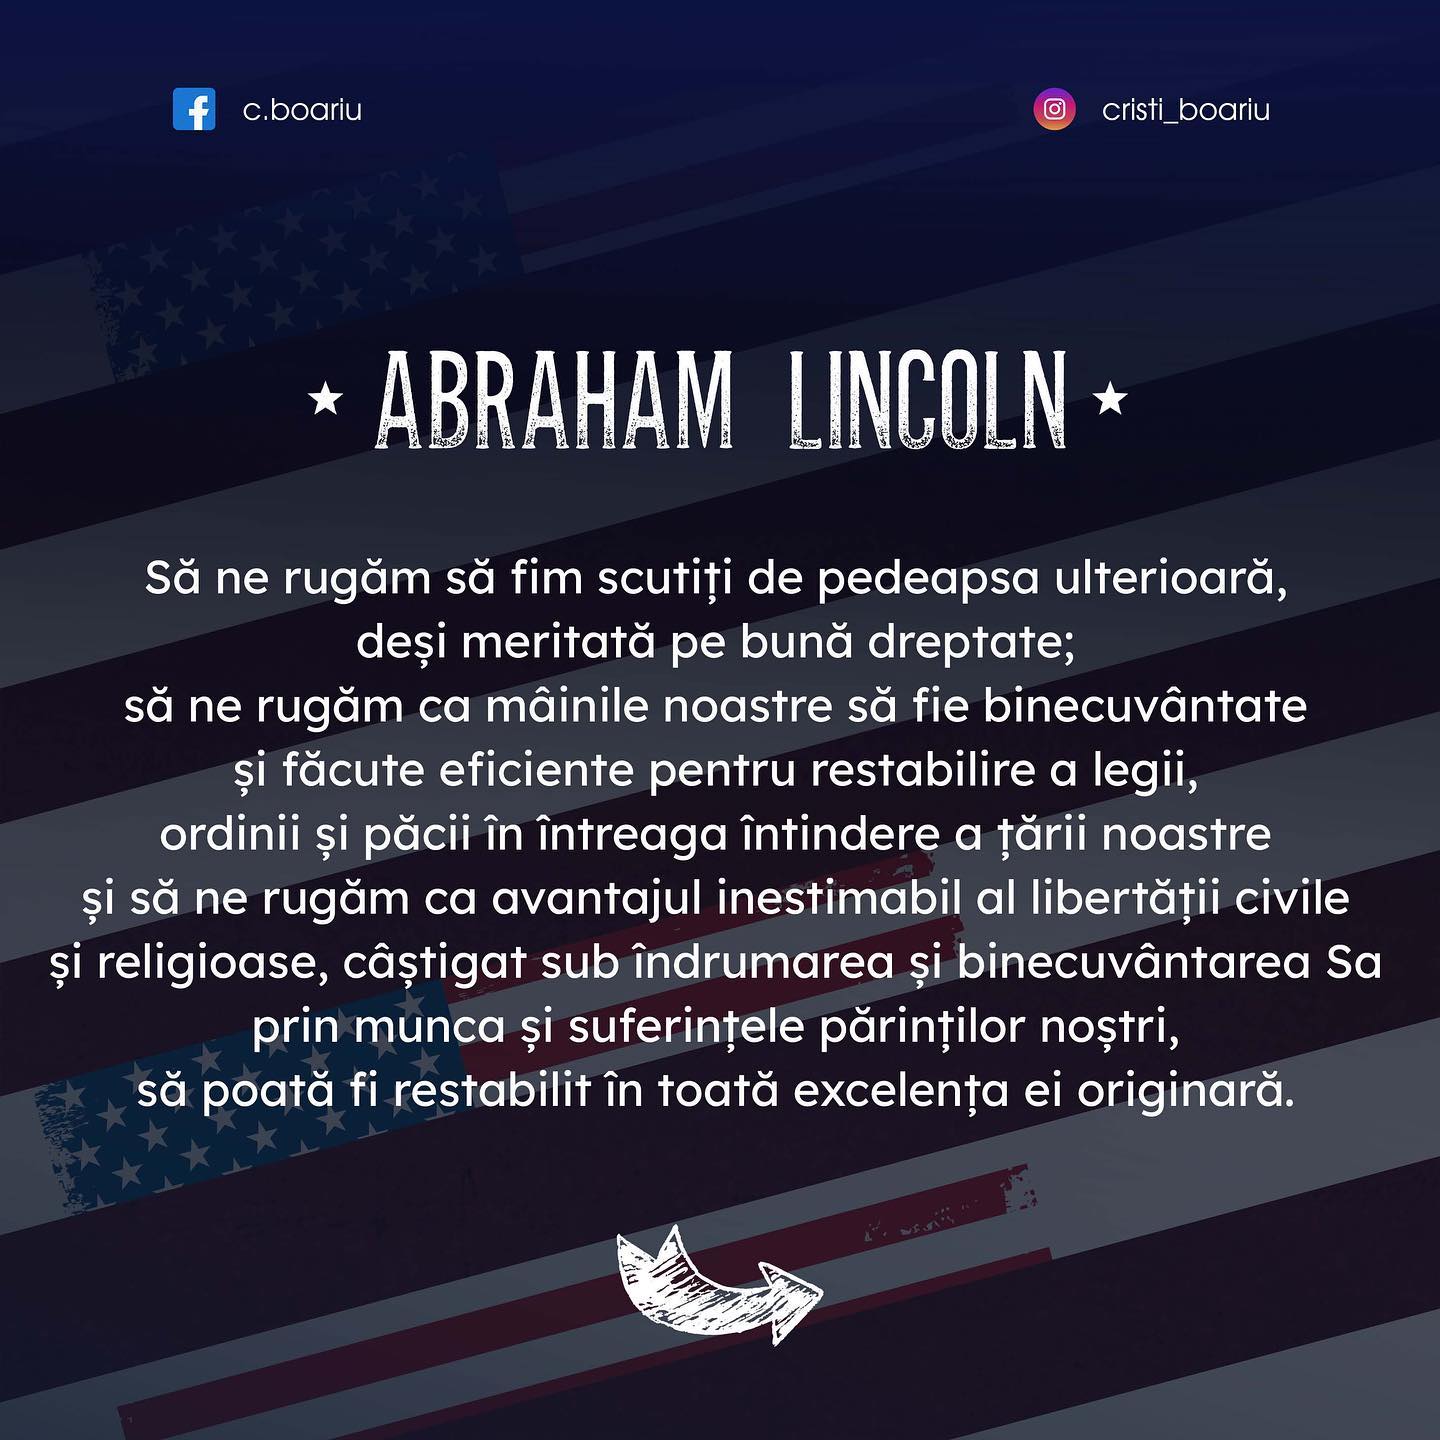 c.boariu
cristi_boariu
ABRAHAM LINCOLN
Să ne rugăm să fim scutiți de pedeapsa ulterioară,
deși meritată pe bună dreptate;
să ne rugăm ca mâinile noastre să fie binecuvântate
și făcute eficiente pentru restabilire a legii,
ordinii și păcii în întreaga întindere a țării noastre
și să ne rugăm ca avantajul inestimabil al libertății civile
și religioase, câștigat sub îndrumarea și binecuvântarea Sa
prin munca și suferințele părinților noștri,
să poată fi restabilit în toată excelența ei originară.